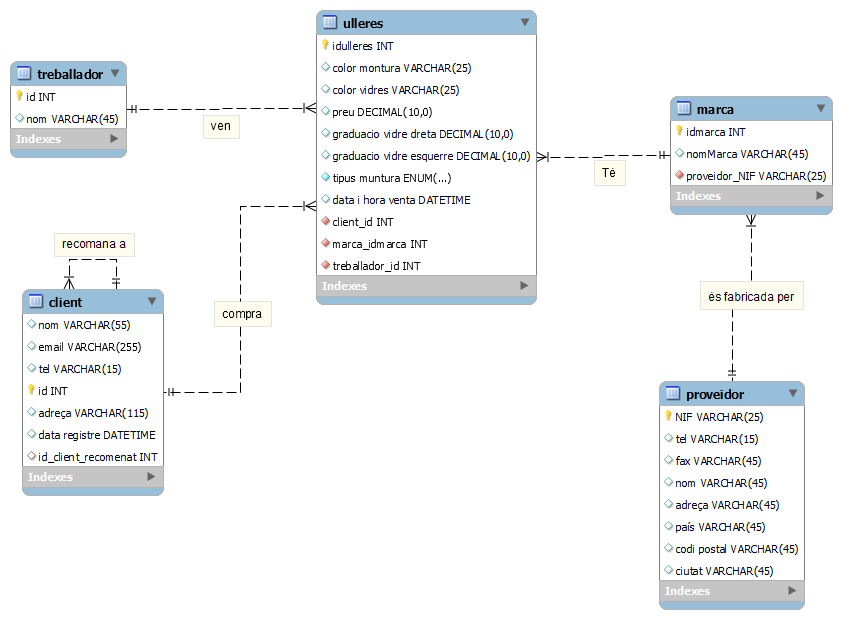 treballador
id INT
nom VARCHAR(45)
Indexes
ven
ulleres
idulleres INT
color montura VARCHAR(25)
color vidres VARCHAR(25)
preu DECIMAL(10,0)
graduacio vidre dreta DECIMAL(10,0)
graduacio vidre esquerre DECIMAL(10,0)
tipus muntura ENUM(...)
data i hora venta DATETIME
client_id INT
marca_idmarca INT
treballador_id INT
Indexes
Té
marca
idmarca INT
nomMarca VARCHAR(45)
proveidor_NIF VARCHAR(25)
Indexes
recomana a
client
nom VARCHAR(55)
email VARCHAR(255)
tel VARCHAR(15)
id INT
adreça VARCHAR(115)
data registre DATETIME
id_client_recomenat INT
Indexes
compra
és fabricada per
proveidor
NIF VARCHAR(25)
tel VARCHAR(15)
fax VARCHAR(45)
nom VARCHAR(45)
adreça VARCHAR(45)
país VARCHAR(45)
codi postal VARCHAR(45)
ciutat VARCHAR(45)
Indexes